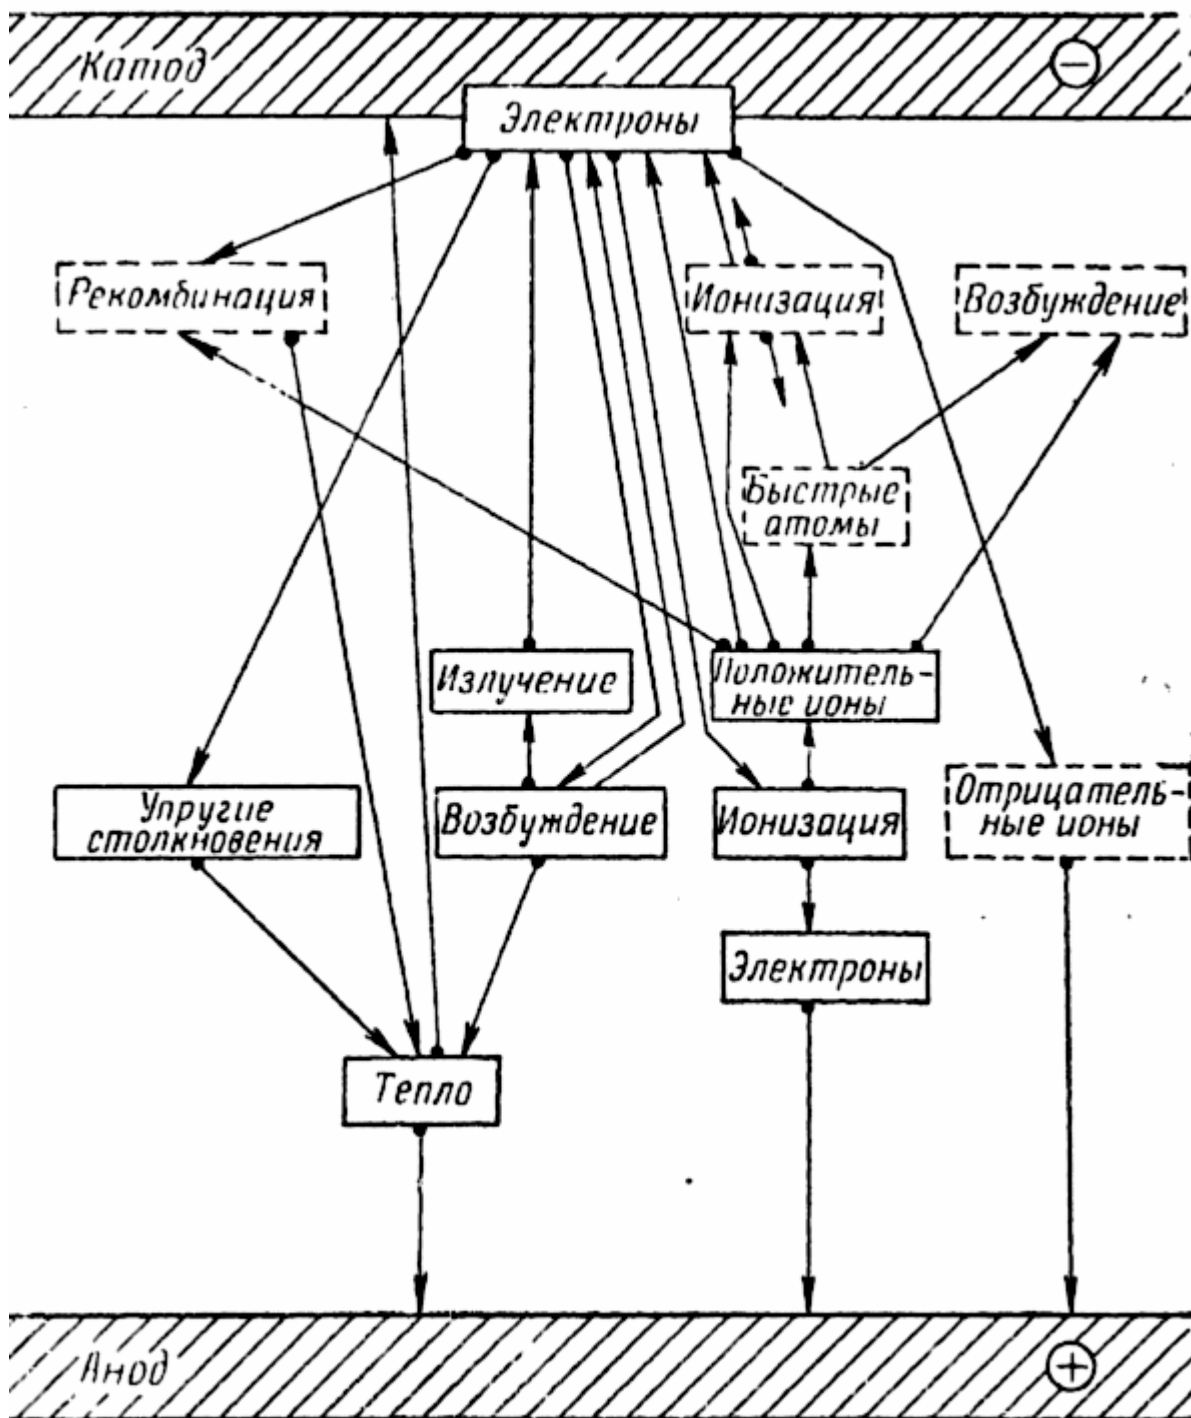 Катод
−
Электроны
Рекомбинация
Ионизация
Возбуждение
Быстрые
атомы
Излучение
Положитель-
ные ионы
Упругие
столкновения
Возбуждение
Ионизация
Отрицатель-
ные ионы
Электроны
Тепло
Анод
+